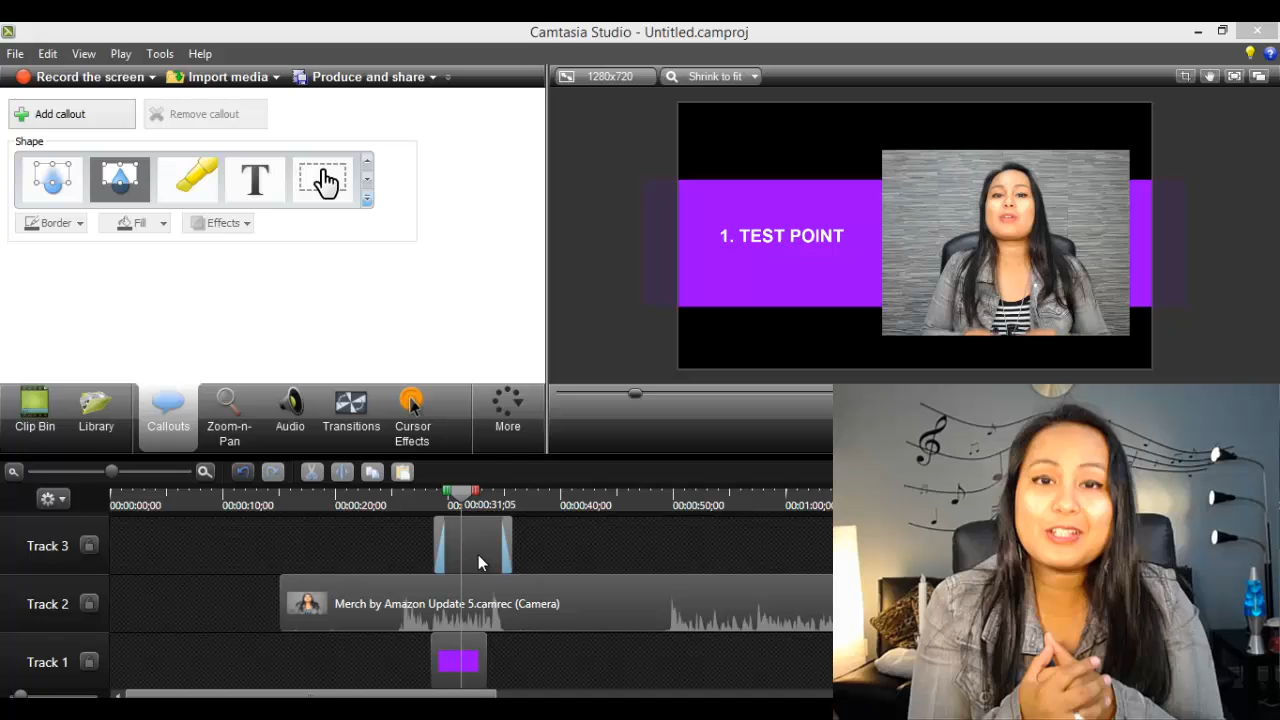 Camtasia Studio - Untitled.camproj
File Edit View Play Tools Help
Record the screen Import media Produce and share
1280x720 Shrink to fit
Add callout Remove callout
Shape
T
Border Fill Effects
1. TEST POINT
Clip Bin Library Callouts Zoom-n-Pan Audio Transitions Cursor Effects More
00:00:00;00 00:00:10;00 00:00:20;00 00:00:31;05 00:00:40;00 00:00:50;00
Track 3
Track 2 Merch by Amazon Update 5.camrec (Camera)
Track 1